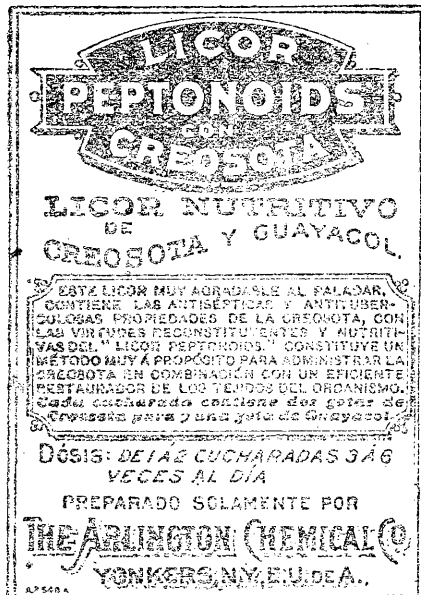 LICOR
PEPTONOIDS
CON
CREOSOTA
LICOR NUTRITIVO
DE
CREOSOTA Y GUAYACOL.
ESTE LICOR MUY AGRADABLE AL PALADAR,
CONTIENE LAS ANTISÉPTICAS Y ANTITUBER-
CULOSAS PROPIEDADES DE LA CREOSOTA, CON
LAS VIRTUDES RECONSTITUYENTES Y NUTRITI-
VAS DEL "LICOR PEPTONOIDS." CONSTITUYE UN
MÉTODO MUY Á PROPÓSITO PARA ADMINISTRAR LA
CREOSOTA EN COMBINACIÓN CON UN EFICIENTE
RESTAURADOR DE LOS TEJIDOS DEL ORGANISMO.
Cada cucharada contiene dos gotas de
Creosota pura y una gota de Guayacol.
DÓSIS: DE 1 Á 2 CUCHARADAS 3 Á 6
VECES AL DÍA
PREPARADO SOLAMENTE POR
THE ARLINGTON CHEMICAL CO
YONKERS, N.Y., E.U. DE A.,